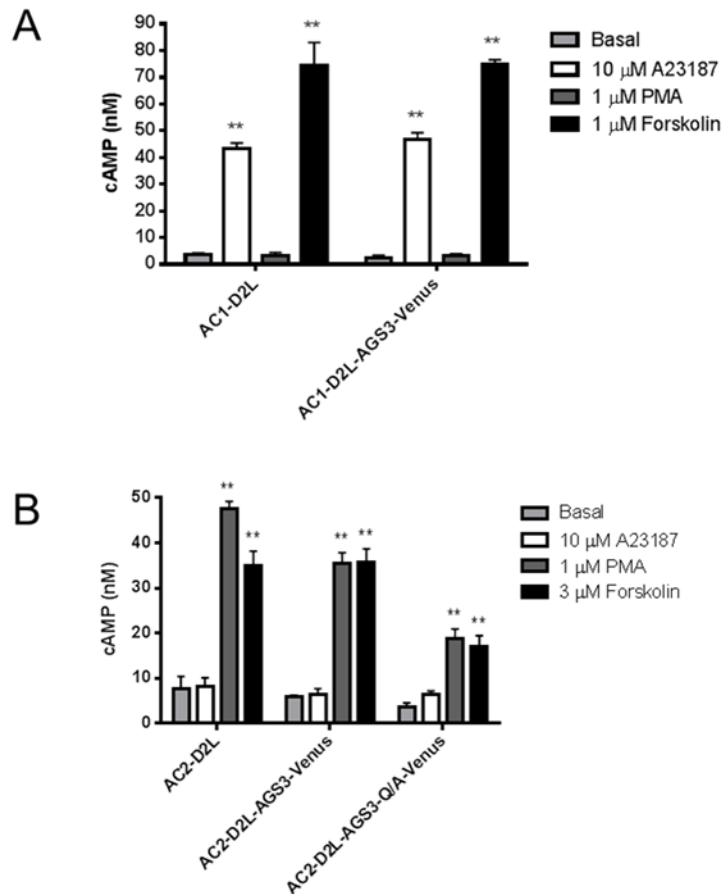 A
90
80
70
60
50
40
30
20
10
0
cAMP (nM)
**
**
**
**
Basal
10 μM A23187
1 μM PMA
1 μM Forskolin
AC1-D2L
AC1-D2L-AGS3-Venus
B
50
40
30
20
10
0
cAMP (nM)
**
**
**
**
**
**
Basal
10 μM A23187
1 μM PMA
3 μM Forskolin
AC2-D2L
AC2-D2L-AGS3-Venus
AC2-D2L-AGS3-Q/A-Venus